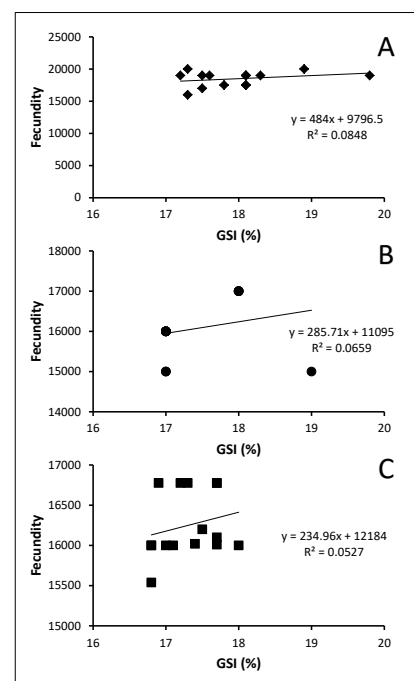 A
25000
20000
15000
10000
5000
0
Fecundity
y = 484x + 9796.5
R² = 0.0848
16 17 18 19 20
GSI (%)
B
18000
17000
16000
15000
14000
Fecundity
y = 285.71x + 11095
R² = 0.0659
16 17 18 19 20
GSI (%)
C
17000
16500
16000
15500
15000
Fecundity
y = 234.96x + 12184
R² = 0.0527
16 17 18 19 20
GSI (%)